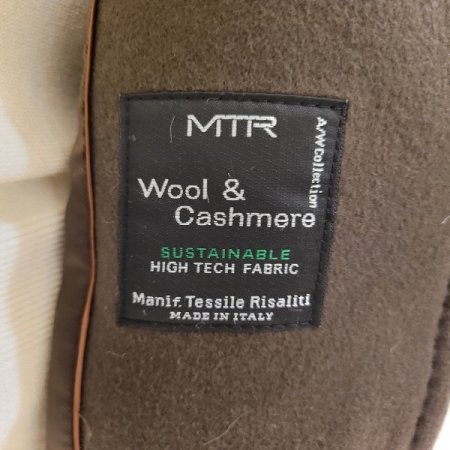 MTR
A/W Collection
Wool &
Cashmere
SUSTAINABLE
HIGH TECH FABRIC
Manif. Tessile Risaliti
MADE IN ITALY